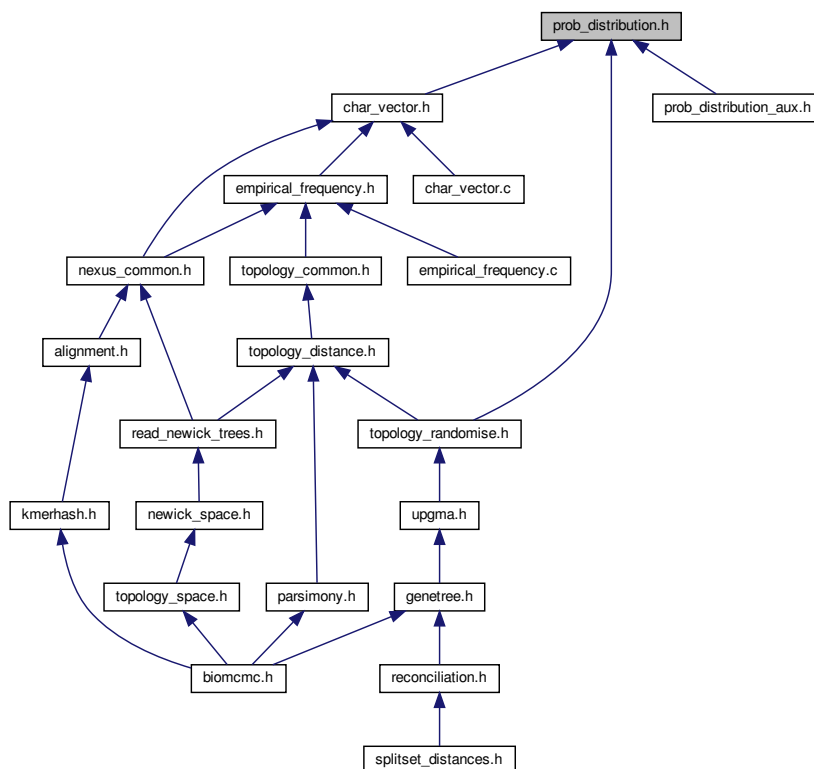 prob_distribution.h
char_vector.h
prob_distribution_aux.h
empirical_frequency.h
char_vector.c
nexus_common.h
topology_common.h
empirical_frequency.c
alignment.h
topology_distance.h
read_newick_trees.h
topology_randomise.h
kmerhash.h
newick_space.h
upgma.h
topology_space.h
parsimony.h
genetree.h
biomcmc.h
reconciliation.h
splitset_distances.h